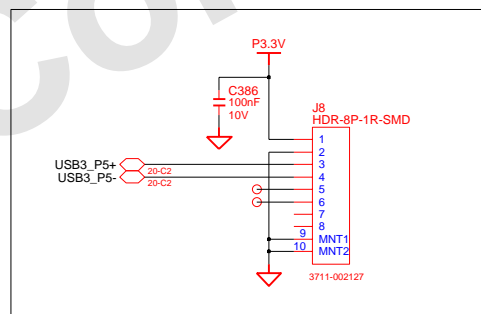 P3.3V
C386
100nF
10V
J8
HDR-8P-1R-SMD
1
2
USB3_P5+
20-C2
3
USB3_P5-
20-C2
4
5
6
7
8
9
MNT1
10
MNT2
3711-002127